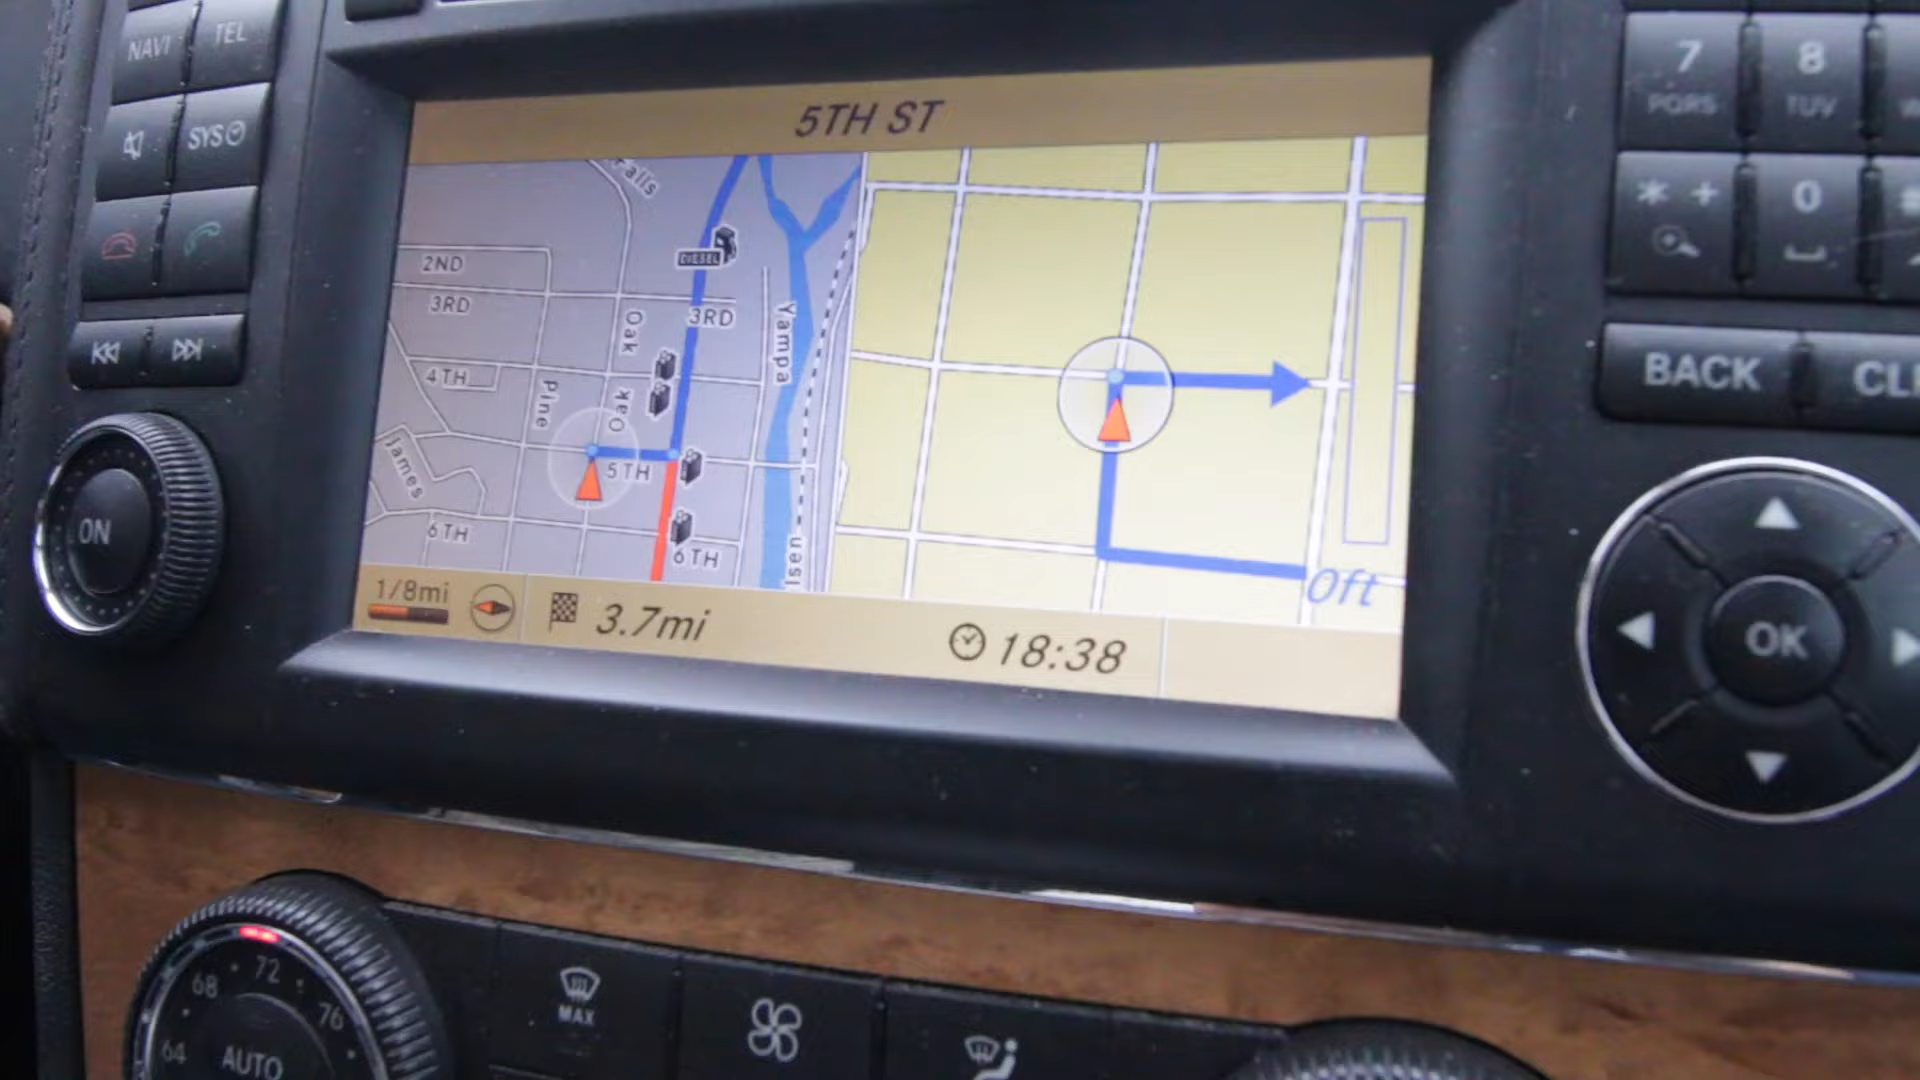 NAVI
TEL
SYS
ON
5TH ST
Falls
2ND
3RD
3RD
DIESEL
Oak
Yampa
4TH
Pine
Oak
James
5TH
6TH
6TH
0ft
1/8mi
3.7mi
18:38
7
PQRS
8
TUV
* +
0
BACK
OK
64
68
72
76
AUTO
MAX